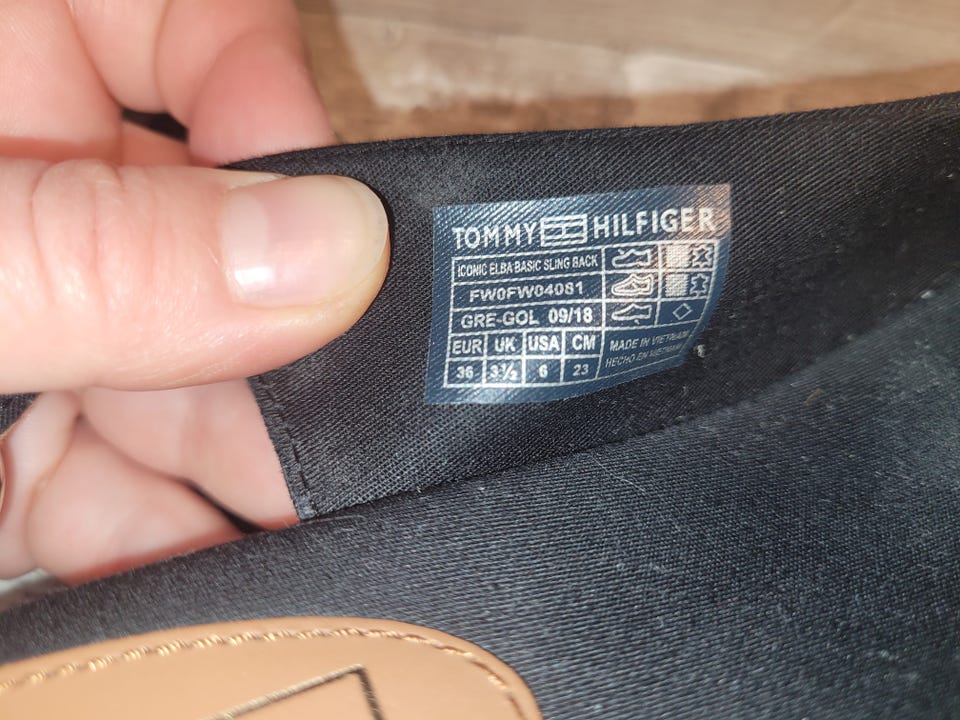 TOMMY HILFIGER
ICONIC ELBA BASIC SLING BACK
FW0FW04081
GRE-GOL 09/18
EUR UK USA CM
36 3½ 6 23
MADE IN VIETNAM
HECHO EN VIETNAM